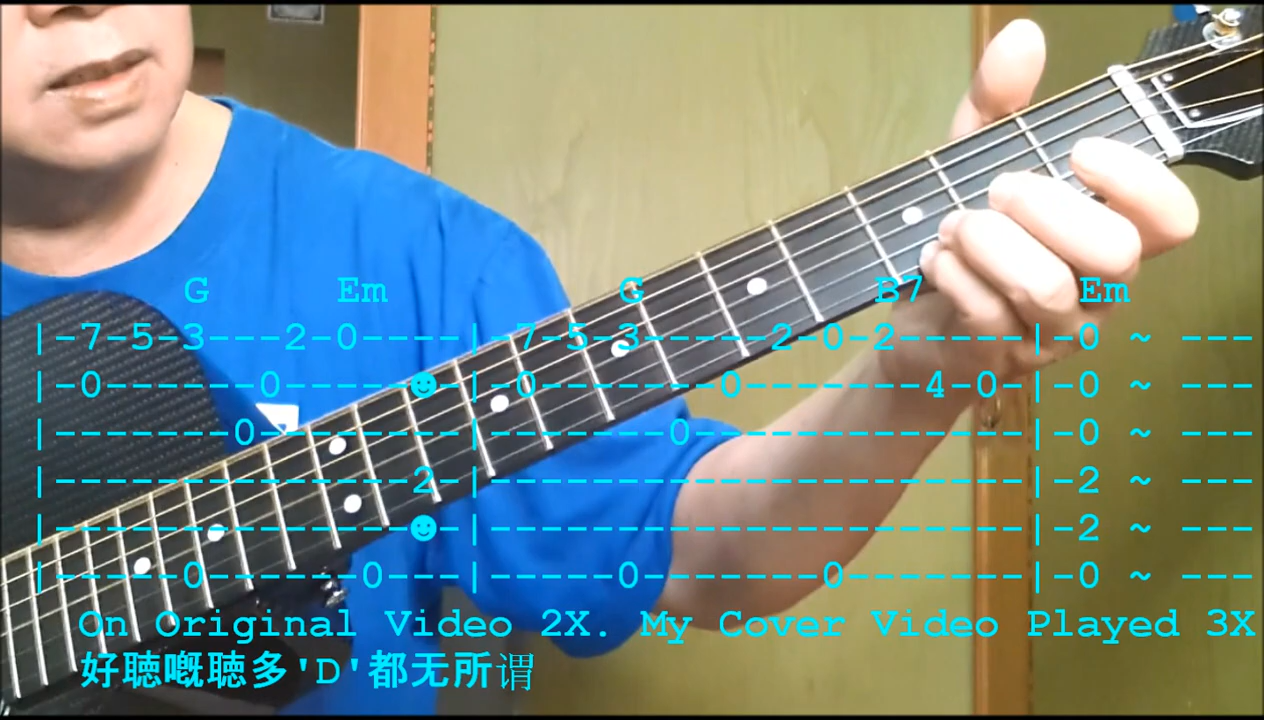 G Em G B7 Em
|-7-5-3---2-0----|-7-5-3-----2-0-2-----|-0 ~ ---
|-0------0-----☻-|-0-------0-------4-0-|-0 ~ ---
|-------0--------|-------0-------------|-0 ~ ---
|--------------2-|---------------------|-2 ~ ---
|--------------☻-|---------------------|-2 ~ ---
|-----0------0---|-----0-------0-------|-0 ~ ---
On Original Video 2X. My Cover Video Played 3X
好聴嘅聴多'D'都无所谓